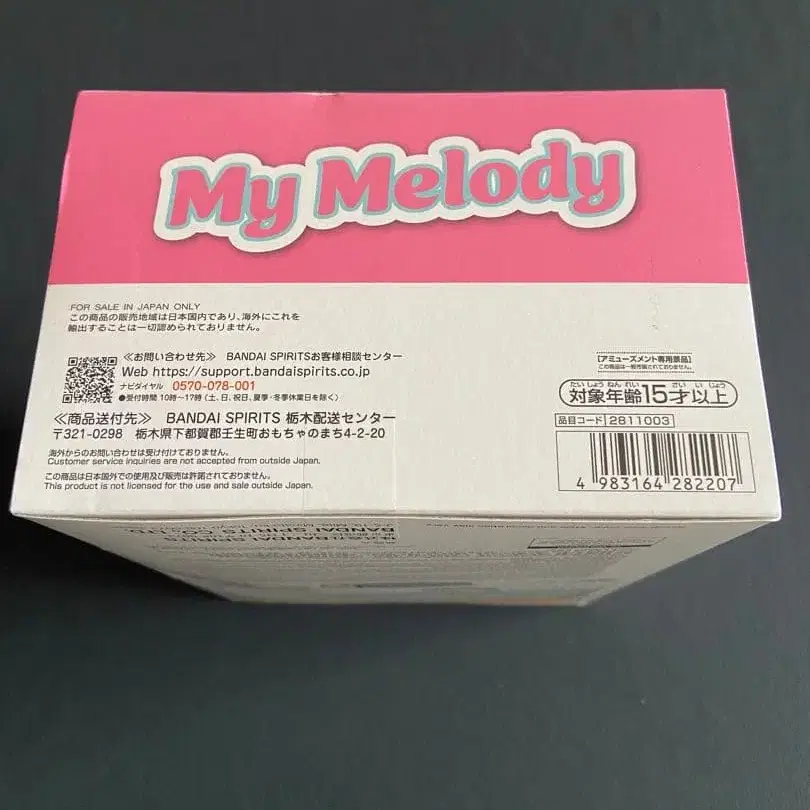 My Melody
FOR SALE IN JAPAN ONLY
この商品の販売地域は日本国内であり、海外にこれを
輸出することは一切認められておりません。
≪お問い合わせ先≫ BANDAI SPIRITSお客様相談センター
Web https://support.bandaispirits.co.jp
ナビダイヤル 0570-078-001
●受付時間 10時〜17時 (土、日、祝日、夏季・冬季休業日を除く)
≪商品送付先≫ BANDAI SPIRITS 栃木配送センター
〒321-0298 栃木県下都賀郡壬生町おもちゃのまち4-2-20
海外からのお問い合わせは受け付けておりません。
Customer service inquiries are not accepted from outside Japan.
この商品は日本国外での使用及び販売は許諾されておりません。
This product is not licensed for the use and sale outside Japan.
[アミューズメント専用景品]
この商品は一般市販されておりません。
たいしょうねんれい さい いじょう
対象年齢15才以上
品目コード 2811003
4 983164 282207
BANDAI SPIRITS